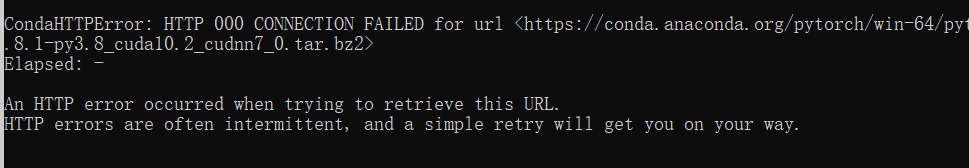 CondaHTTPError: HTTP 000 CONNECTION FAILED for url <https://conda.anaconda.org/pytorch/win-64/pyt
.8.1-py3.8_cuda10.2_cudnn7_0.tar.bz2>
Elapsed: -
An HTTP error occurred when trying to retrieve this URL.
HTTP errors are often intermittent, and a simple retry will get you on your way.